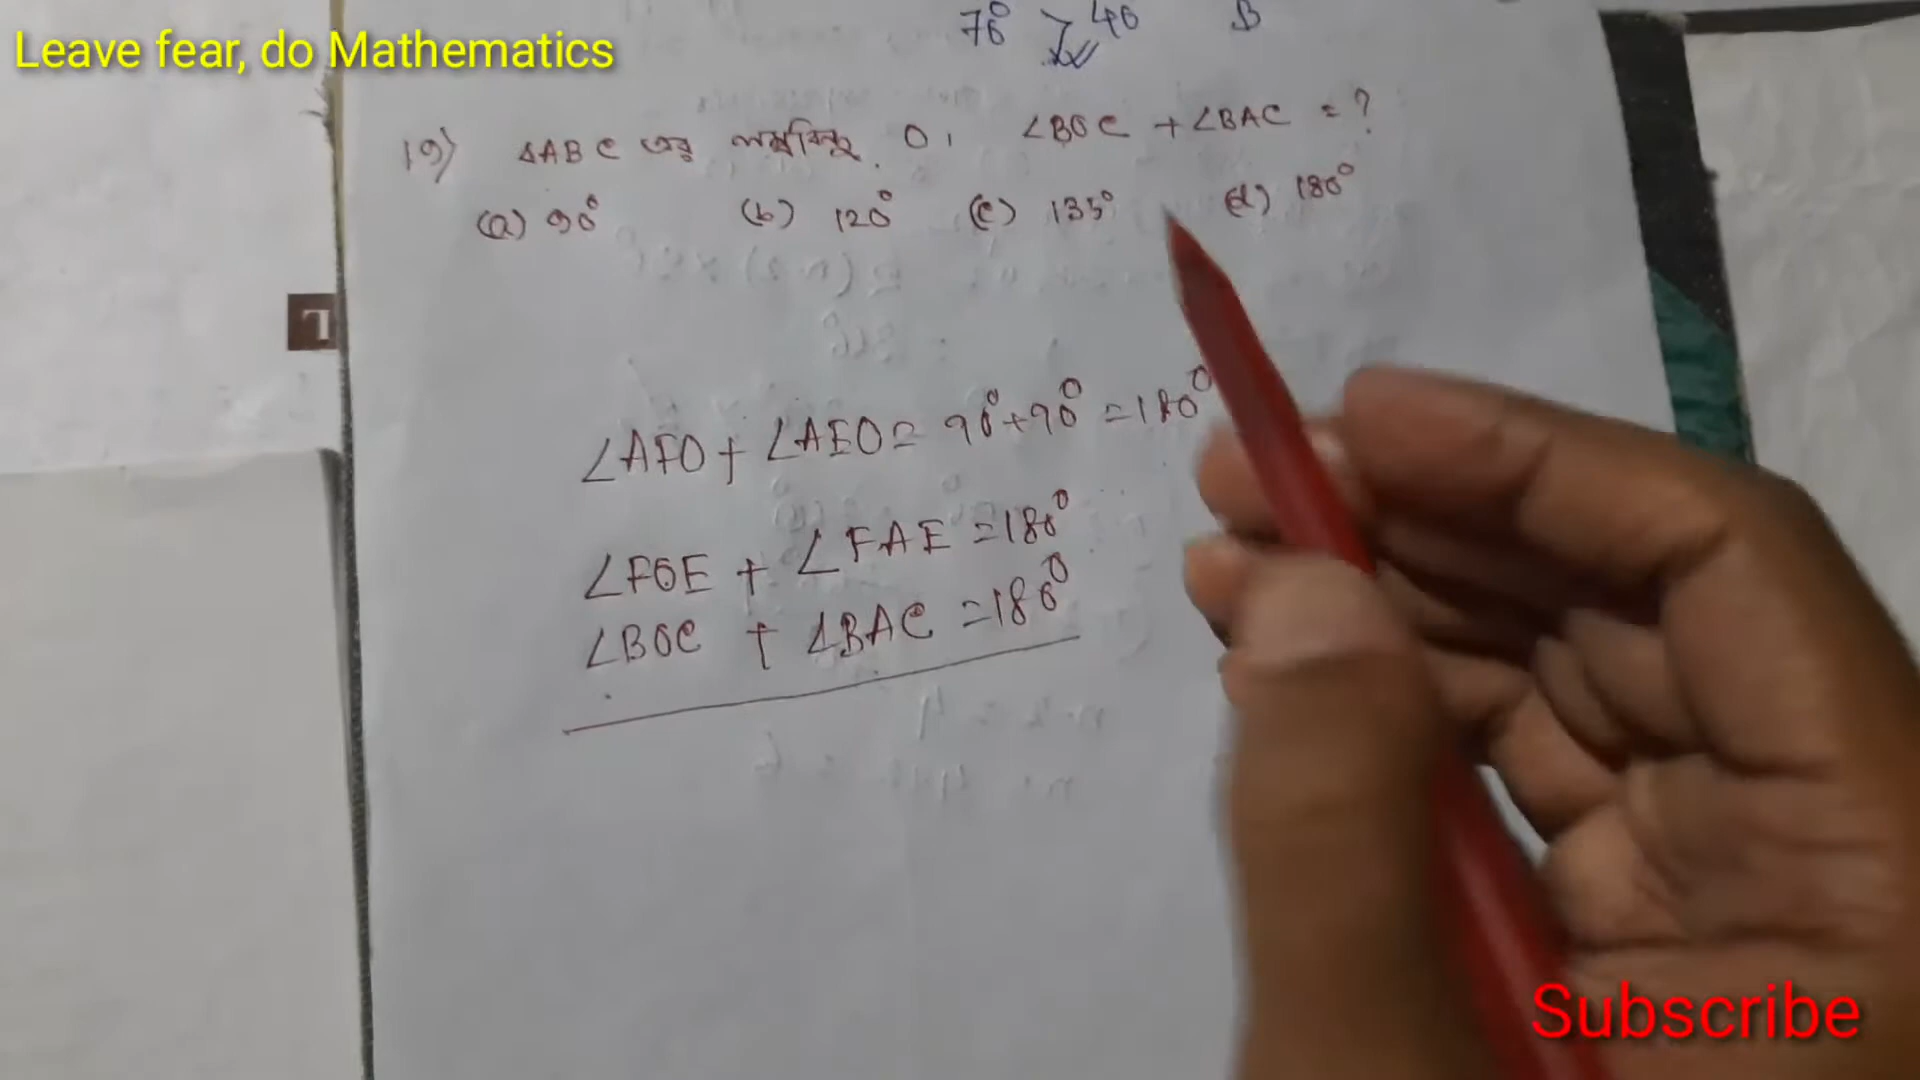 Leave fear, do Mathematics
70° > 40 B
19) ΔABC এর লম্ববিন্দু O, ∠BOC + ∠BAC = ?
(a) 90° (b) 120° (c) 135° (d) 180°
∠AFO + ∠AEO = 90° + 90° = 180°
∠FOE + ∠FAE = 180°
∠BOC + ∠BAC = 180°
Subscribe